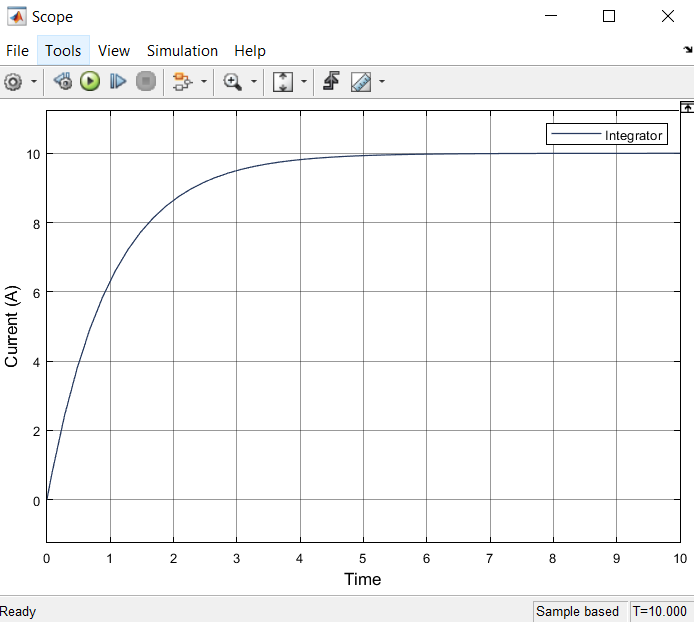 Scope
File Tools View Simulation Help
Integrator
10
8
6
4
2
0
Current (A)
0 1 2 3 4 5 6 7 8 9 10
Time
Ready
Sample based T=10.000